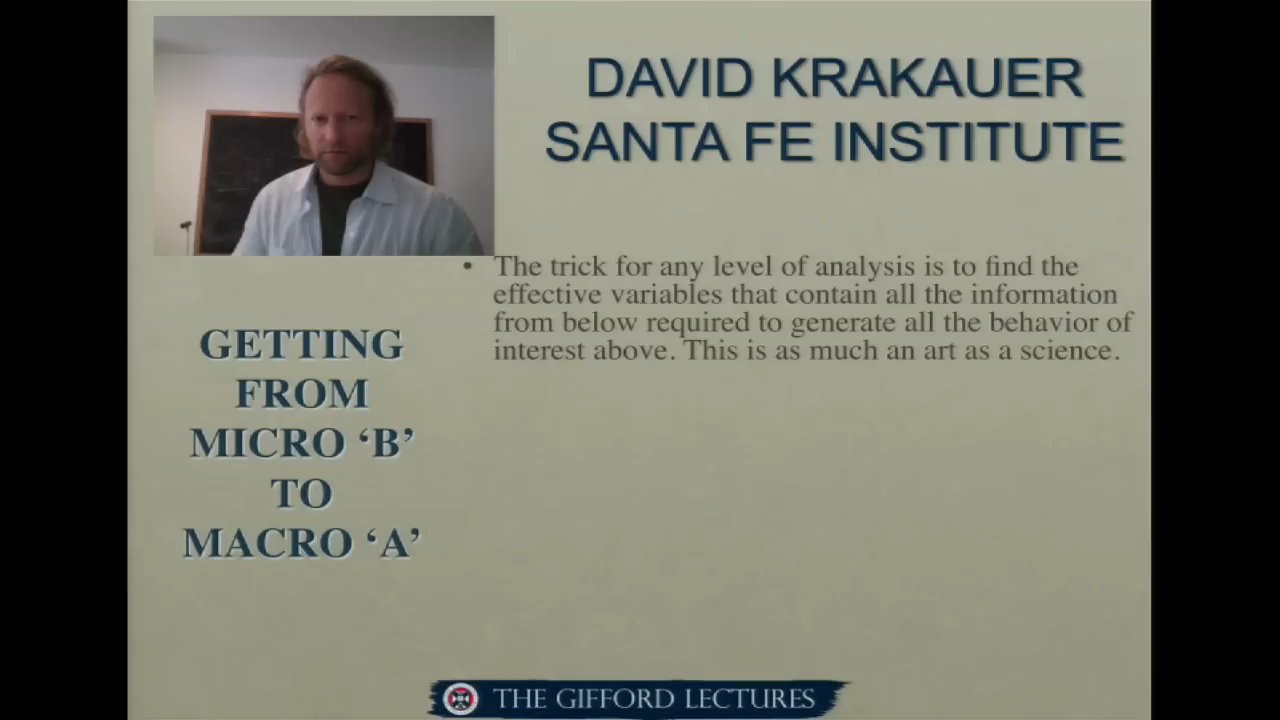 DAVID KRAKAUER
SANTA FE INSTITUTE
• The trick for any level of analysis is to find the
effective variables that contain all the information
from below required to generate all the behavior of
interest above. This is as much an art as a science.
GETTING
FROM
MICRO ‘B’
TO
MACRO ‘A’
THE GIFFORD LECTURES